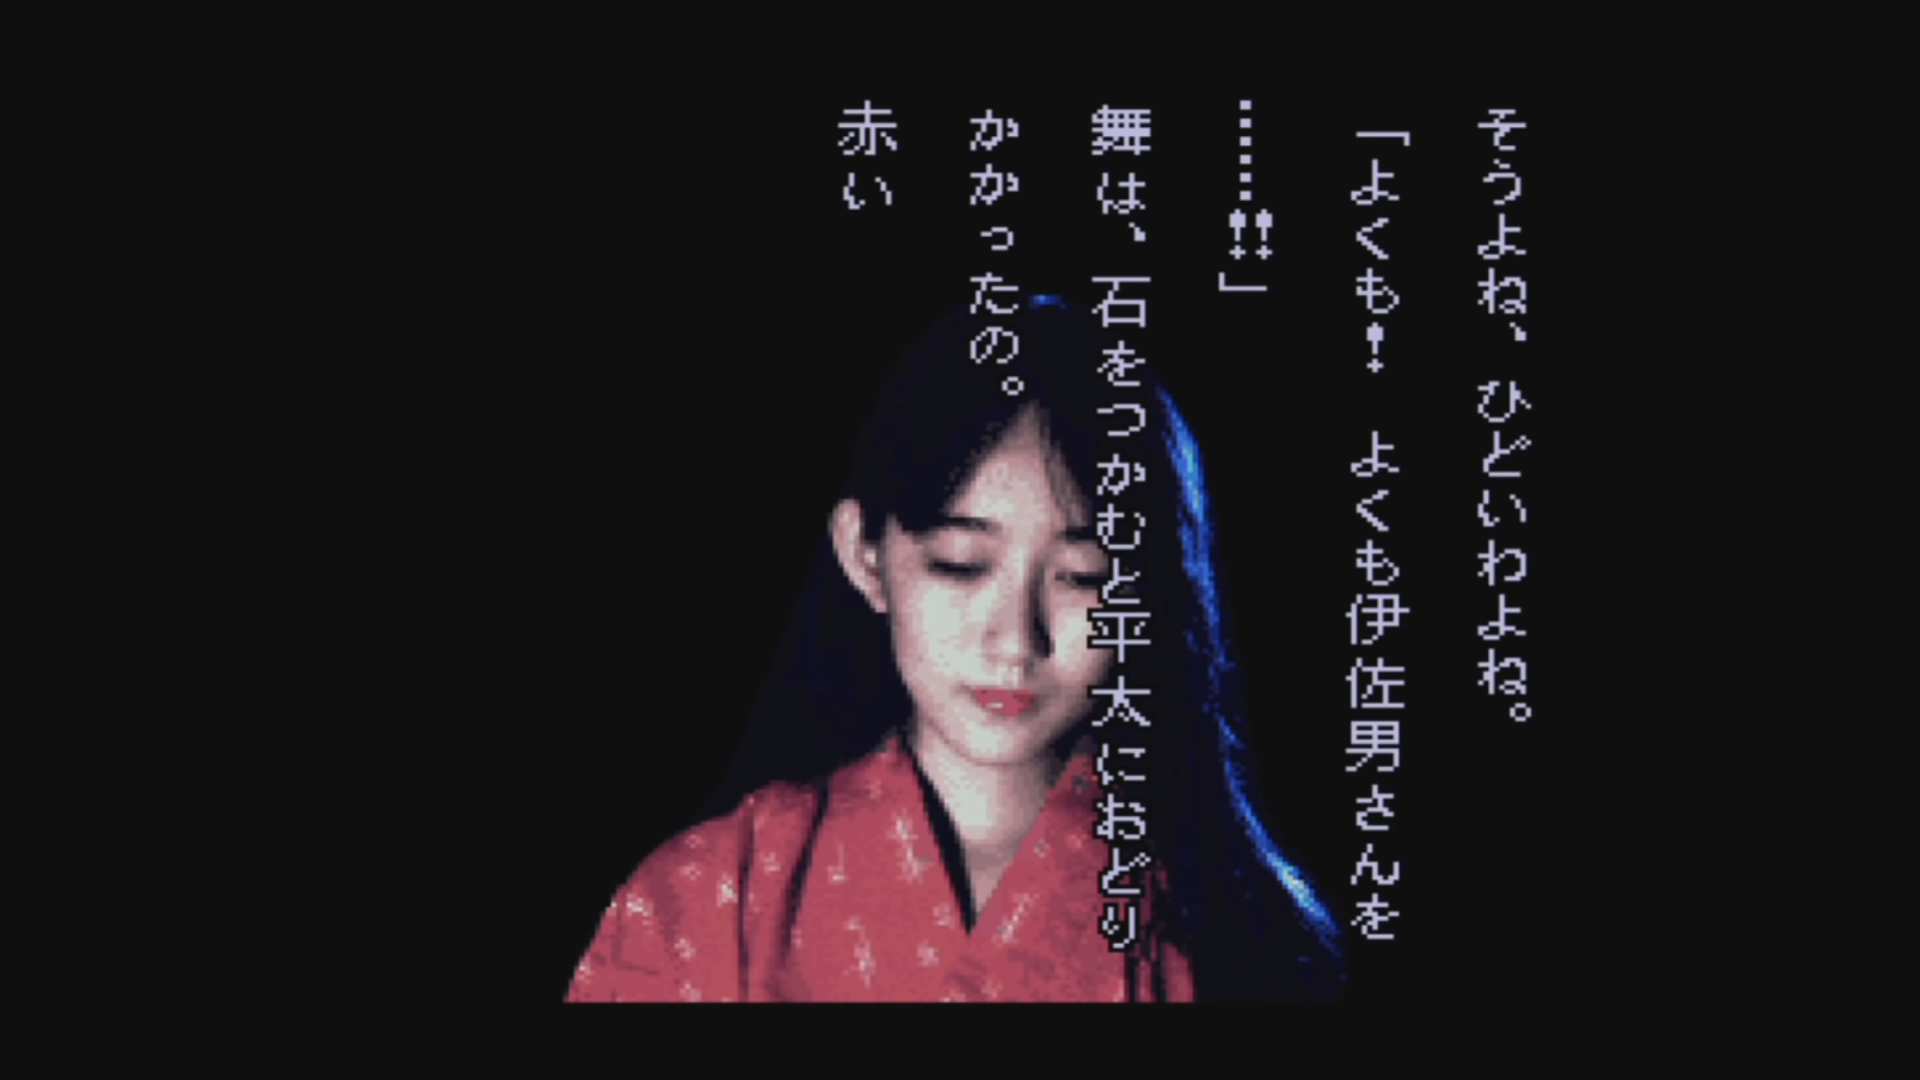 そうよね、ひどいわよね。
「よくも！　よくも伊佐男さんを
……！！」
舞は、石をつかむと平太におどり
かかったの。
赤い